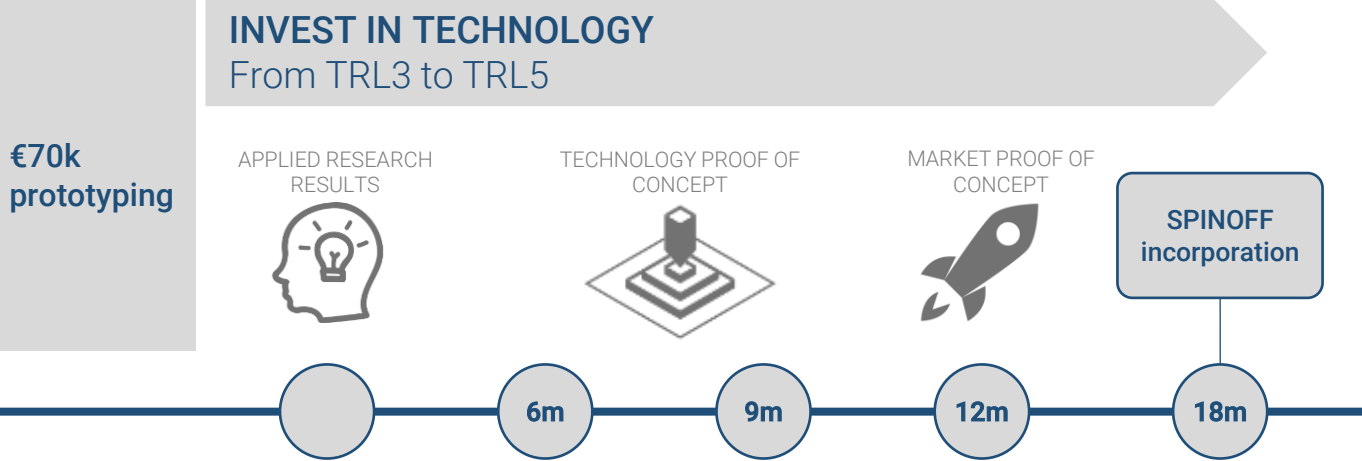 INVEST IN TECHNOLOGY
From TRL3 to TRL5
€70k
prototyping
APPLIED RESEARCH
RESULTS
TECHNOLOGY PROOF OF
CONCEPT
MARKET PROOF OF
CONCEPT
SPINOFF
incorporation
6m
9m
12m
18m